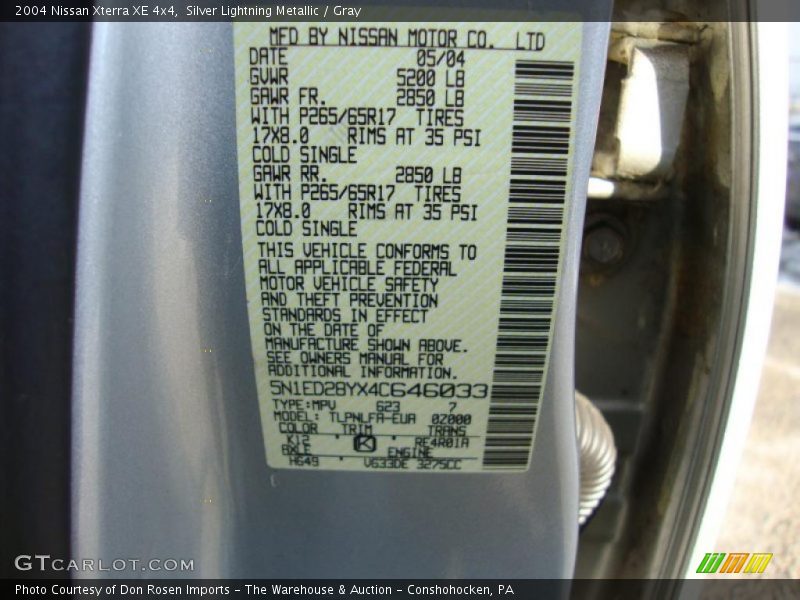 2004 Nissan Xterra XE 4x4,  Silver Lightning Metallic / Gray
MFD BY NISSAN MOTOR CO. LTD
DATE 05/04
GVWR 5200 LB
GAWR FR. 2850 LB
WITH P265/65R17 TIRES
17X8.0 RIMS AT 35 PSI
COLD SINGLE
GAWR RR. 2850 LB
WITH P265/65R17 TIRES
17X8.0 RIMS AT 35 PSI
COLD SINGLE
THIS VEHICLE CONFORMS TO
ALL APPLICABLE FEDERAL
MOTOR VEHICLE SAFETY
AND THEFT PREVENTION
STANDARDS IN EFFECT
ON THE DATE OF
MANUFACTURE SHOWN ABOVE.
SEE OWNERS MANUAL FOR
ADDITIONAL INFORMATION.
5N1ED28YX4C646033
TYPE:MPV 623 7
MODEL: TLPNLFA-EUA 02000
COLOR TRIM TRANS
K12 K RE4R01A
AXLE ENGINE
H649 VG33DE 3275CC
GTCARLOT.COM
Photo Courtesy of Don Rosen Imports - The Warehouse & Auction - Conshohocken, PA